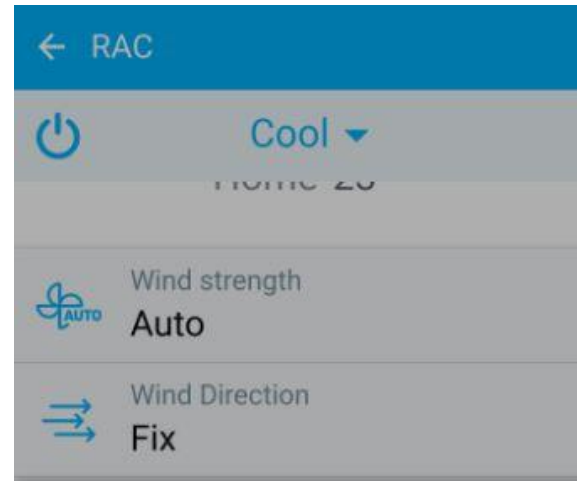 RAC
Cool
Wind strength
AUTO
Auto
Wind Direction
Fix